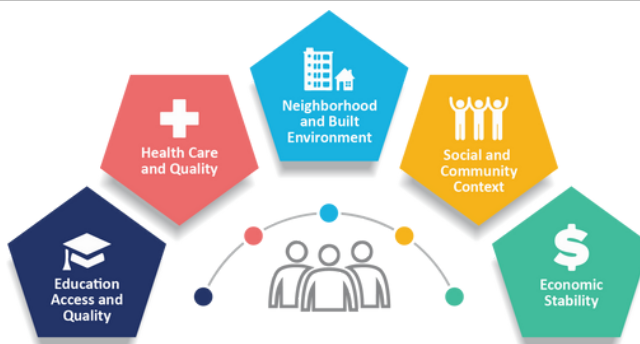 Neighborhood
and Built
Environment
Health Care
and Quality
Social and
Community
Context
Education
Access and
Quality
$
Economic
Stability